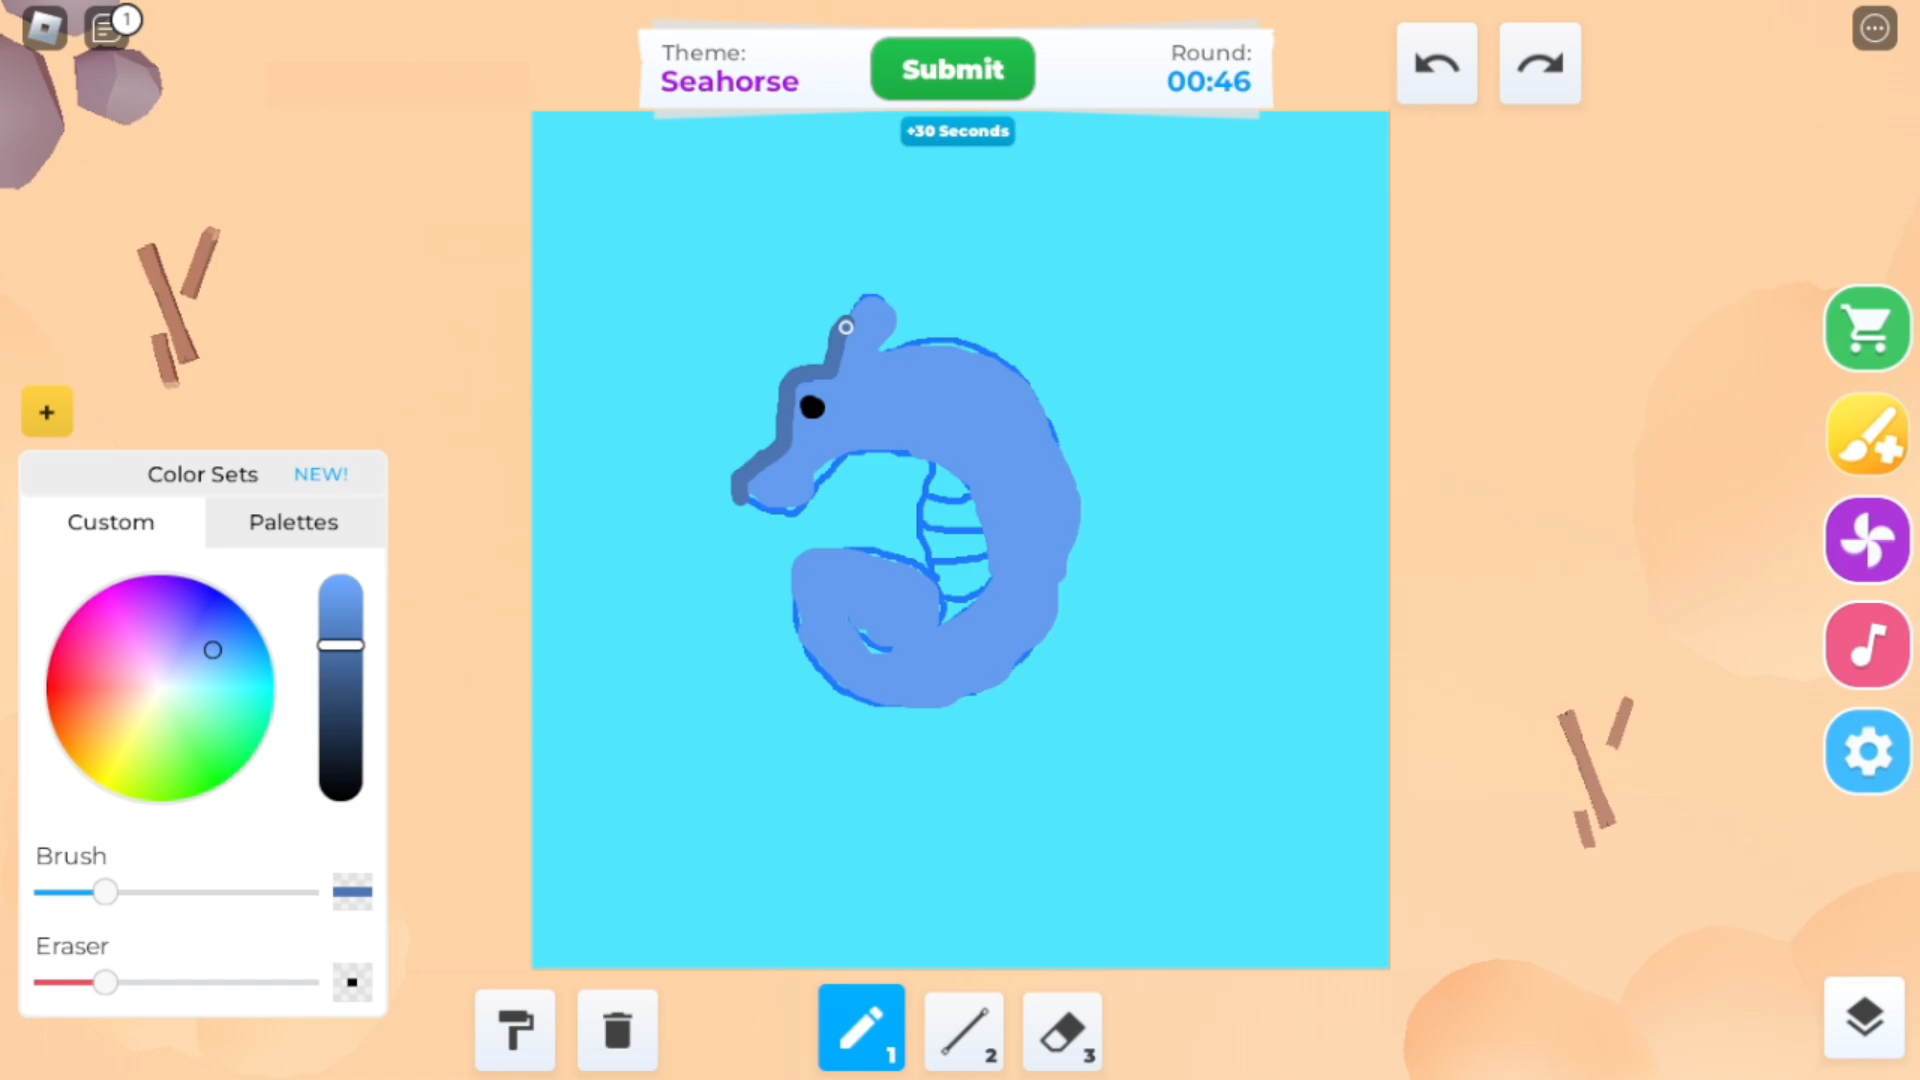 1
Theme:
Seahorse
Submit
Round:
00:46
+30 Seconds
+
Color Sets NEW!
Custom Palettes
Brush
Eraser
1
2
3